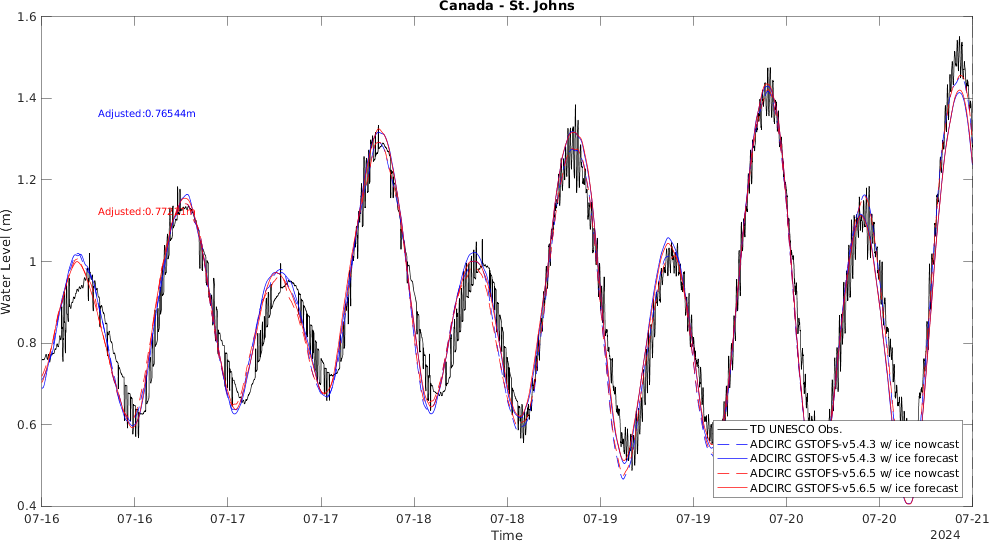 Canada - St. Johns
1.6
1.4
1.2
1
0.8
0.6
0.4
Water Level (m)
Adjusted:0.76544m
TD UNESCO Obs.
ADCIRC GSTOFS-v5.4.3 w/ ice nowcast
ADCIRC GSTOFS-v5.4.3 w/ ice forecast
ADCIRC GSTOFS-v5.6.5 w/ ice nowcast
ADCIRC GSTOFS-v5.6.5 w/ ice forecast
07-16 07-16 07-17 07-17 07-18 07-18 07-19 07-19 07-20 07-20 07-21
Time
2024